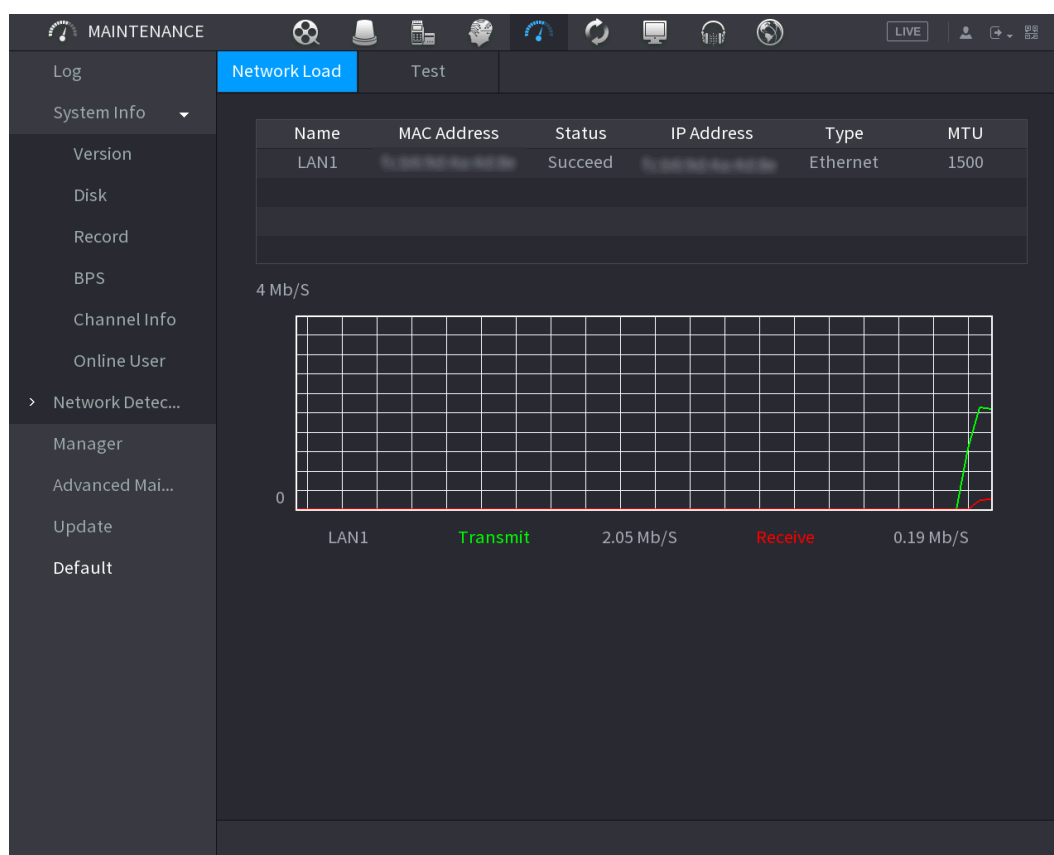 MAINTENANCE LIVE
Log
System Info
Version
Disk
Record
BPS
Channel Info
Online User
Network Detec...
Manager
Advanced Mai...
Update
Default
Network Load Test
Name MAC Address Status IP Address Type MTU
LAN1 Succeed Ethernet 1500
4 Mb/S
0
LAN1 Transmit 2.05 Mb/S Receive 0.19 Mb/S